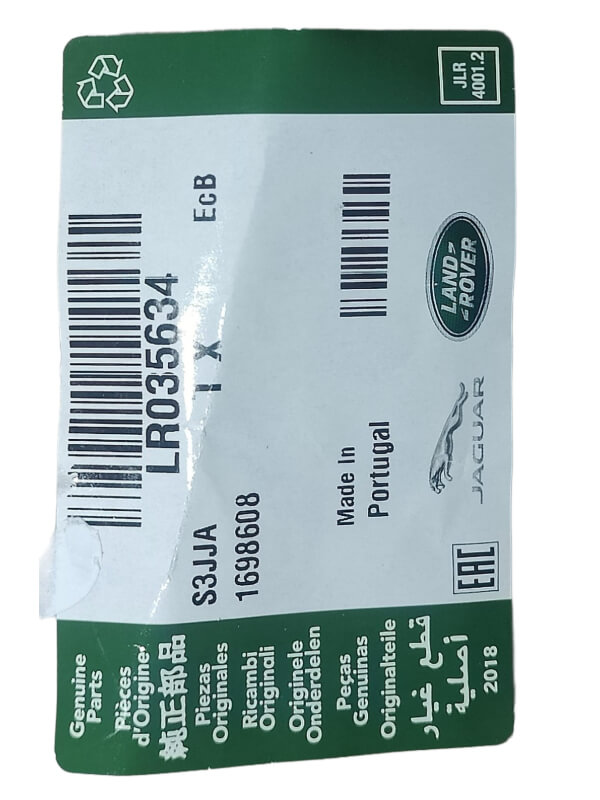 Genuine
Parts
Pièces
d'Origine
純正部品
Piezas
Originales
Ricambi
Originali
Originele
Onderdelen
Peças
Genuínas
Originalteile
قطع غيار
أصلية
2018
LR035634
1 X
EcB
S3JJA
1698608
Made In
Portugal
EAC
JAGUAR
LAND
ROVER
JLR
4001.2